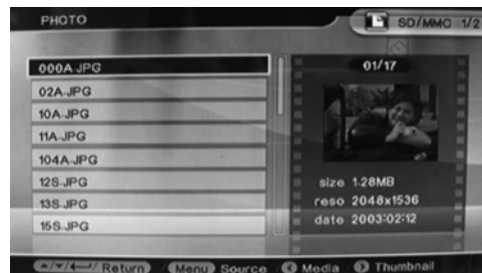 PHOTO
SD/MMC 1/2
01/17
000A.JPG
02A.JPG
10A.JPG
11A.JPG
104A.JPG
12S.JPG
13S.JPG
15S.JPG
size 1.28MB
reso 2048x1536
date 2003:02:12
▲/▼/↵/ Return Menu Source Media Thumbnail